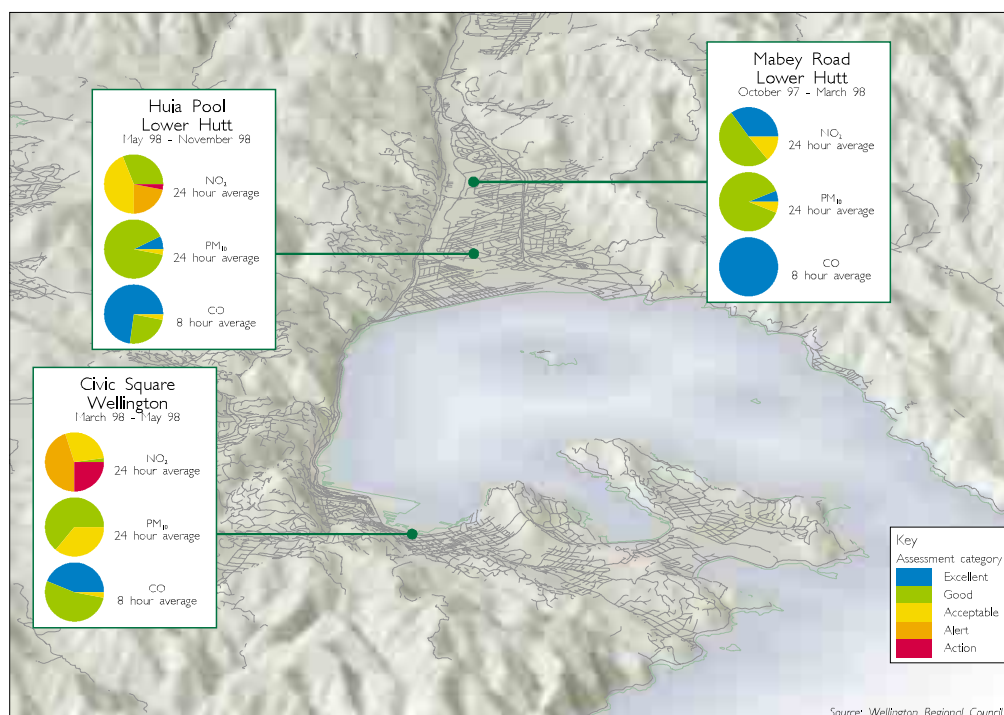 Huia Pool
Lower Hutt
May 98 - November 98
NO₂
24 hour average
PM₁₀
24 hour average
CO
8 hour average
Mabey Road
Lower Hutt
October 97 - March 98
NO₂
24 hour average
PM₁₀
24 hour average
CO
8 hour average
Civic Square
Wellington
March 98 - May 98
NO₂
24 hour average
PM₁₀
24 hour average
CO
8 hour average
Key
Assessment category
Excellent
Good
Acceptable
Alert
Action
Source: Wellington Regional Council